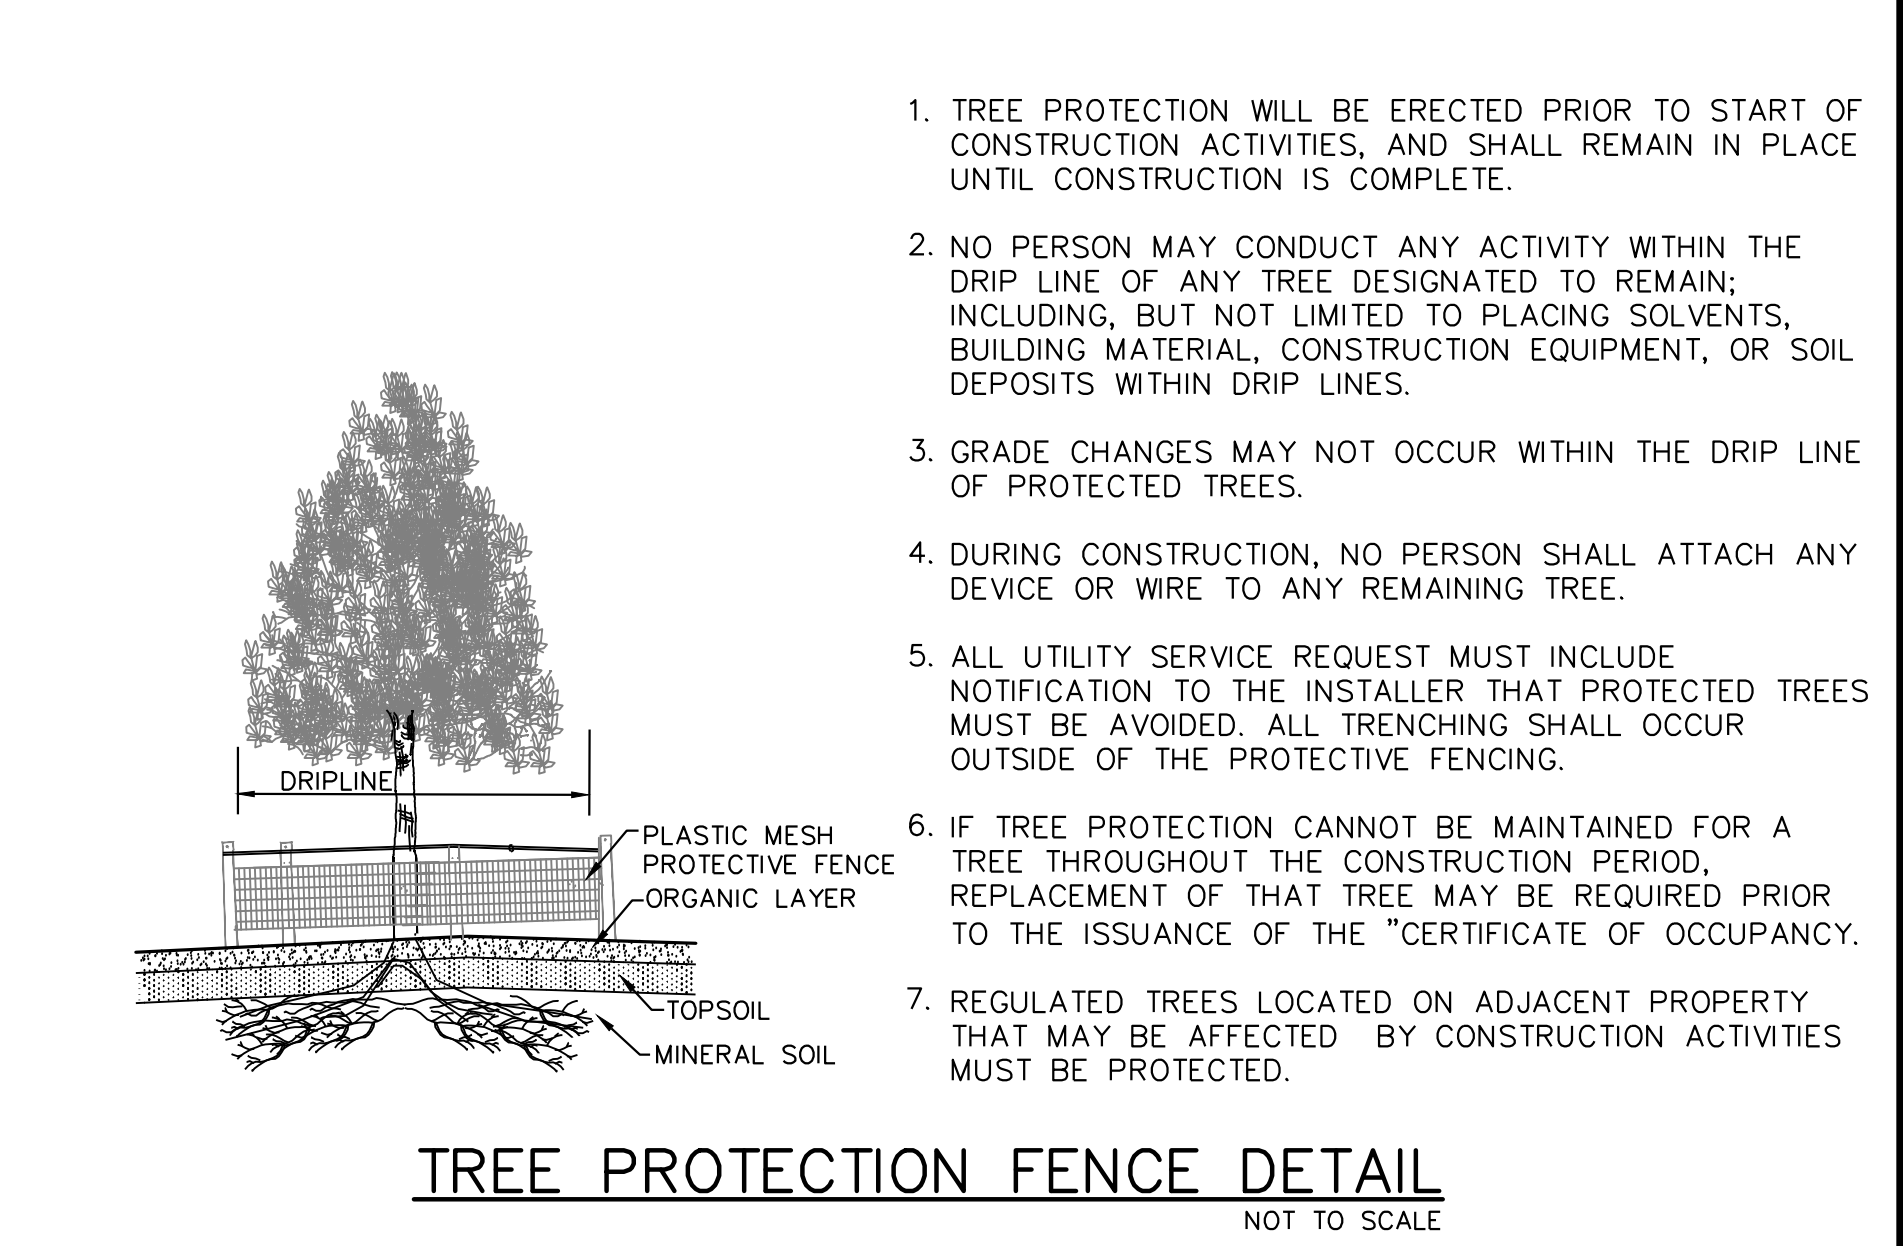 1. TREE PROTECTION WILL BE ERECTED PRIOR TO START OF
CONSTRUCTION ACTIVITIES, AND SHALL REMAIN IN PLACE
UNTIL CONSTRUCTION IS COMPLETE.
2. NO PERSON MAY CONDUCT ANY ACTIVITY WITHIN THE
DRIP LINE OF ANY TREE DESIGNATED TO REMAIN;
INCLUDING, BUT NOT LIMITED TO PLACING SOLVENTS,
BUILDING MATERIAL, CONSTRUCTION EQUIPMENT, OR SOIL
DEPOSITS WITHIN DRIP LINES.
3. GRADE CHANGES MAY NOT OCCUR WITHIN THE DRIP LINE
OF PROTECTED TREES.
4. DURING CONSTRUCTION, NO PERSON SHALL ATTACH ANY
DEVICE OR WIRE TO ANY REMAINING TREE.
5. ALL UTILITY SERVICE REQUEST MUST INCLUDE
NOTIFICATION TO THE INSTALLER THAT PROTECTED TREES
MUST BE AVOIDED. ALL TRENCHING SHALL OCCUR
OUTSIDE OF THE PROTECTIVE FENCING.
6. IF TREE PROTECTION CANNOT BE MAINTAINED FOR A
TREE THROUGHOUT THE CONSTRUCTION PERIOD,
REPLACEMENT OF THAT TREE MAY BE REQUIRED PRIOR
TO THE ISSUANCE OF THE ”CERTIFICATE OF OCCUPANCY.
7. REGULATED TREES LOCATED ON ADJACENT PROPERTY
THAT MAY BE AFFECTED BY CONSTRUCTION ACTIVITIES
MUST BE PROTECTED.
DRIPLINE
PLASTIC MESH
PROTECTIVE FENCE
ORGANIC LAYER
TOPSOIL
MINERAL SOIL
TREE PROTECTION FENCE DETAIL
NOT TO SCALE